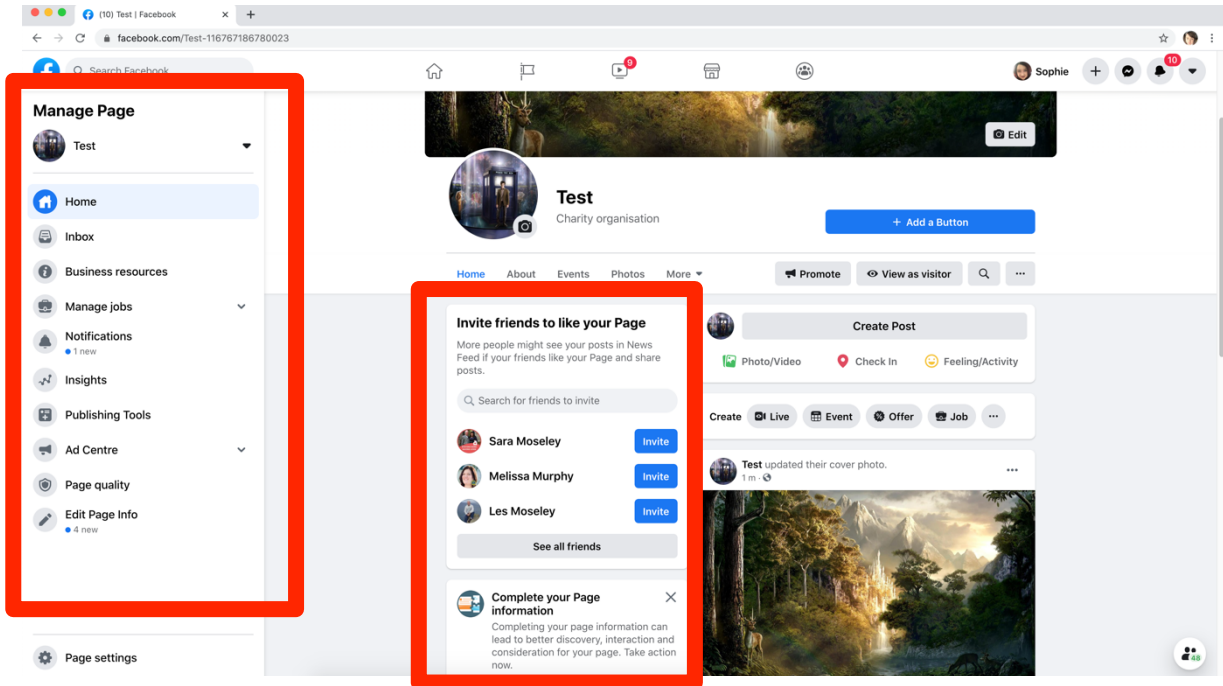 (10) Test | Facebook
facebook.com/Test-116767186780023
Search Facebook
9
Sophie
10
Manage Page
Test
Home
Inbox
Business resources
Manage jobs
Notifications
1 new
Insights
Publishing Tools
Ad Centre
Page quality
Edit Page Info
4 new
Page settings
Edit
Test
Charity organisation
+ Add a Button
Home About Events Photos More
Promote View as visitor
Invite friends to like your Page
More people might see your posts in News
Feed if your friends like your Page and share
posts.
Search for friends to invite
Sara Moseley Invite
Melissa Murphy Invite
Les Moseley Invite
See all friends
Complete your Page
information
Completing your page information can
lead to better discovery, interaction and
consideration for your page. Take action
now.
Create Post
Photo/Video Check In Feeling/Activity
Create Live Event Offer Job
Test updated their cover photo.
1 m ·
48